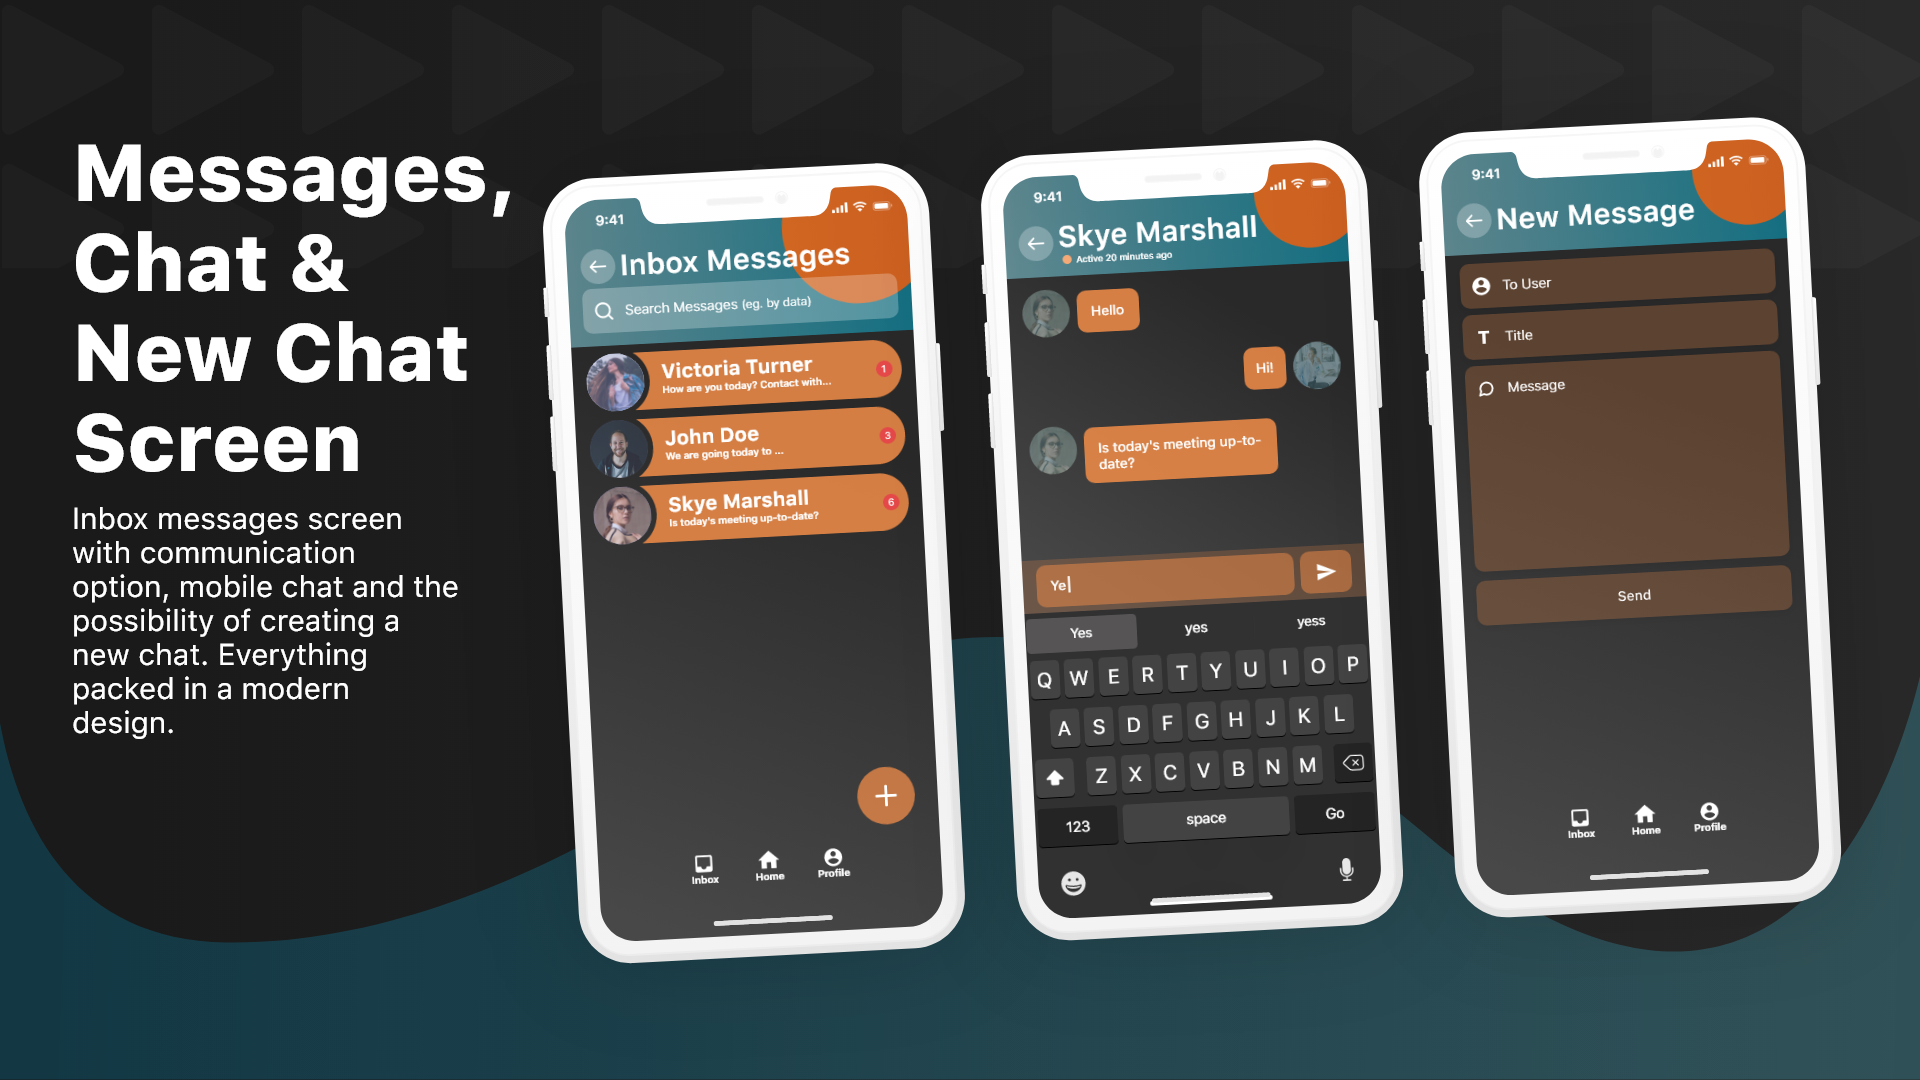 Messages,
Chat &
New Chat
Screen
Inbox messages screen
with communication
option, mobile chat and the
possibility of creating a
new chat. Everything
packed in a modern
design.
9:41
Inbox Messages
Search Messages (eg. by data)
Victoria Turner
How are you today? Contact with...
1
John Doe
We are going today to ...
3
Skye Marshall
Is today's meeting up-to-date?
6
Inbox
Home
Profile
9:41
Skye Marshall
Active 20 minutes ago
Hello
Hi!
Is today's meeting up-to-
date?
Ye
Yes yes yess
Q W E R T Y U I O P
A S D F G H J K L
Z X C V B N M
123 space Go
9:41
New Message
To User
T Title
Message
Send
Inbox
Home
Profile